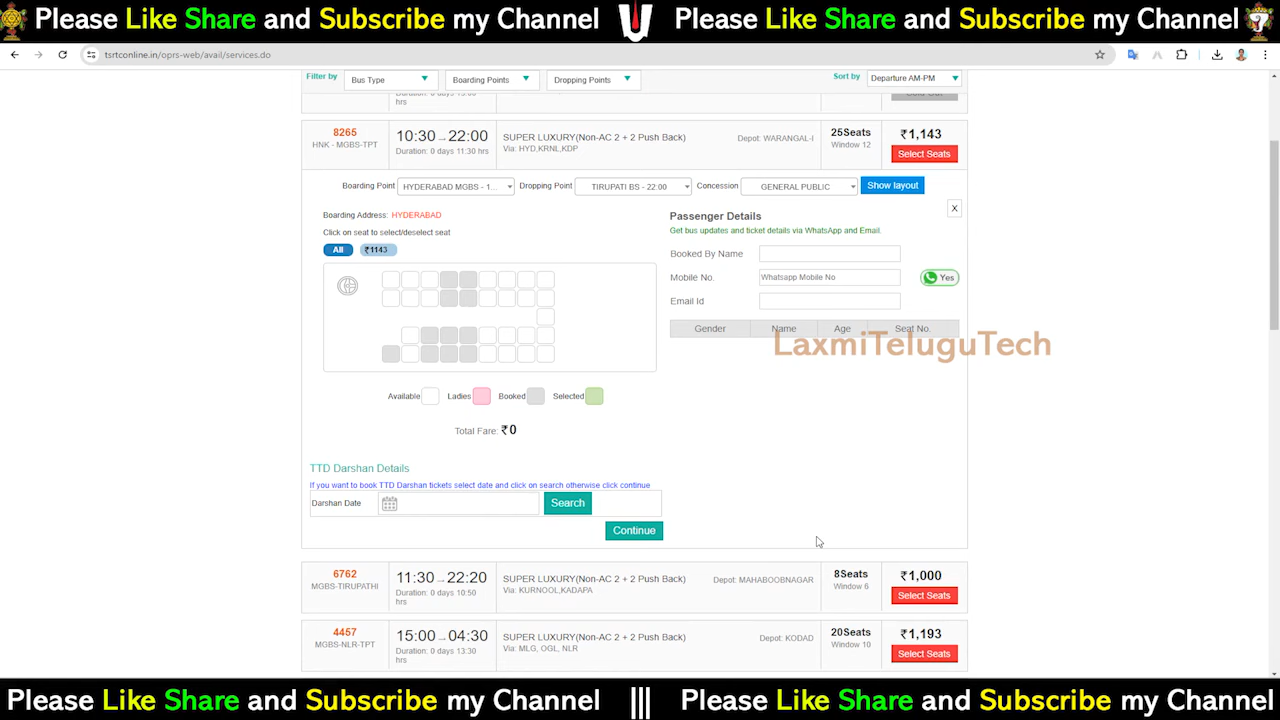 Please Like Share and Subscribe my Channel Please Like Share and Subscribe my Channel
tsrtconline.in/oprs-web/avail/services.do
Filter by Bus Type Boarding Points Dropping Points Sort by Departure AM-PM
hrs
8265 10:30 → 22:00 SUPER LUXURY(Non-AC 2 + 2 Push Back) Depot: WARANGAL-I 25Seats ₹1,143
HNK - MGBS-TPT Duration: 0 days 11:30 hrs Via: HYD,KRNL,KDP Window 12 Select Seats
Boarding Point HYDERABAD MGBS - 1... Dropping Point TIRUPATI BS - 22:00 Concession GENERAL PUBLIC Show layout
X
Boarding Address: HYDERABAD
Click on seat to select/deselect seat
All ₹1143
Passenger Details
Get bus updates and ticket details via WhatsApp and Email.
Booked By Name
Mobile No. Whatsapp Mobile No Yes
Email Id
Gender Name Age Seat No.
LaxmiTeluguTech
Available Ladies Booked Selected
Total Fare: ₹0
TTD Darshan Details
If you want to book TTD Darshan tickets select date and click on search otherwise click continue
Darshan Date Search
Continue
6762 11:30 → 22:20 SUPER LUXURY(Non-AC 2 + 2 Push Back) Depot: MAHABOOBNAGAR 8Seats ₹1,000
MGBS-TIRUPATHI Duration: 0 days 10:50 hrs Via: KURNOOL,KADAPA Window 6 Select Seats
4457 15:00 → 04:30 SUPER LUXURY(Non-AC 2 + 2 Push Back) Depot: KODAD 20Seats ₹1,193
MGBS-NLR-TPT Duration: 0 days 13:30 hrs Via: MLG, OGL, NLR Window 10 Select Seats
Please Like Share and Subscribe my Channel ||| Please Like Share and Subscribe my Channel